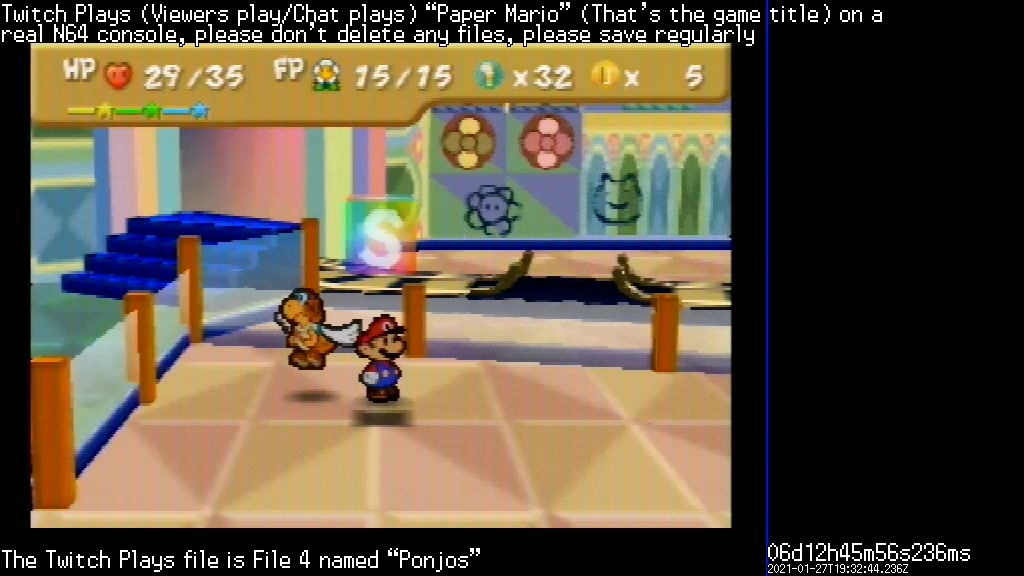 Twitch Plays (Viewers play/Chat plays) “Paper Mario” (That’s the game title) on a
real N64 console, please don’t delete any files, please save regularly
HP 29/35 FP 15/15 x32 x 5
S
The Twitch Plays file is File 4 named “Ponjos”
06d12h45m56s236ms
2021-01-27T19:32:44.236Z